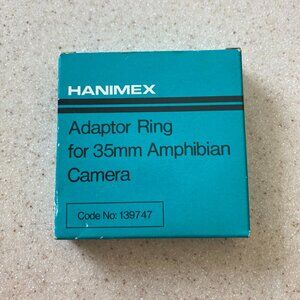 HANIMEX
Adaptor Ring
for 35mm Amphibian
Camera
Code No: 139747